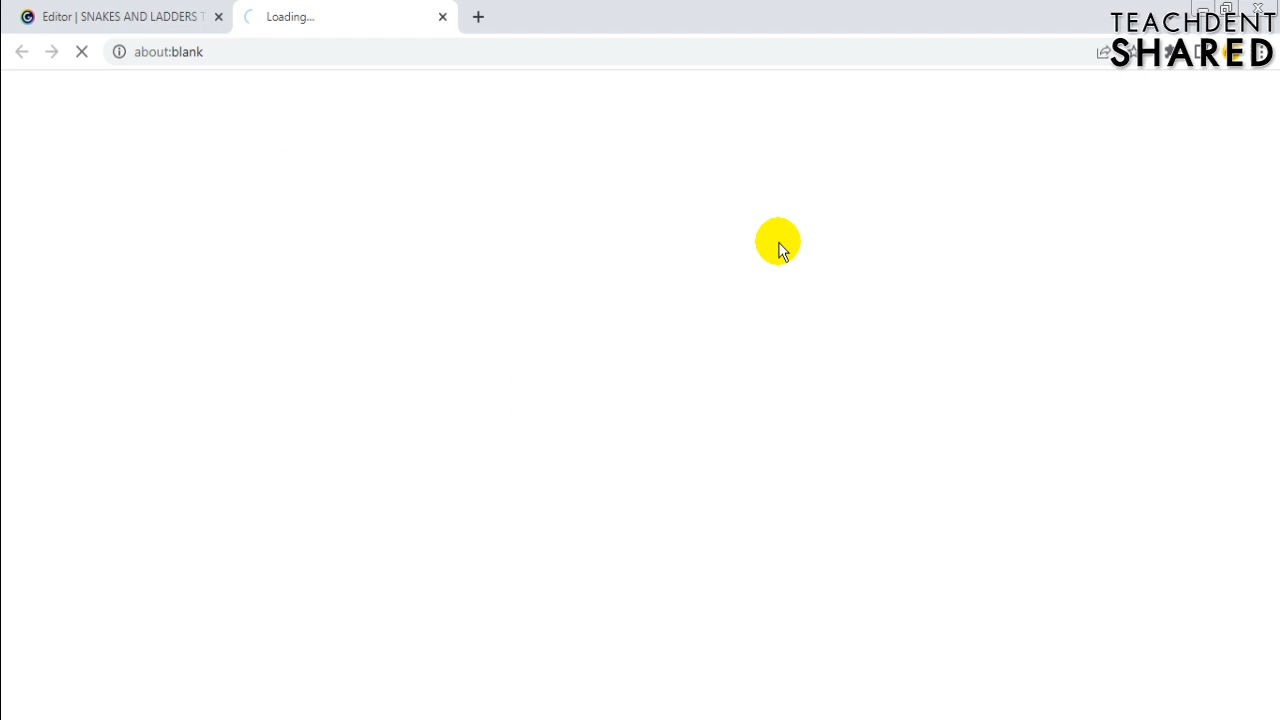 Editor | SNAKES AND LADDERS
Loading...
about:blank
TEACHDENT
SHARED